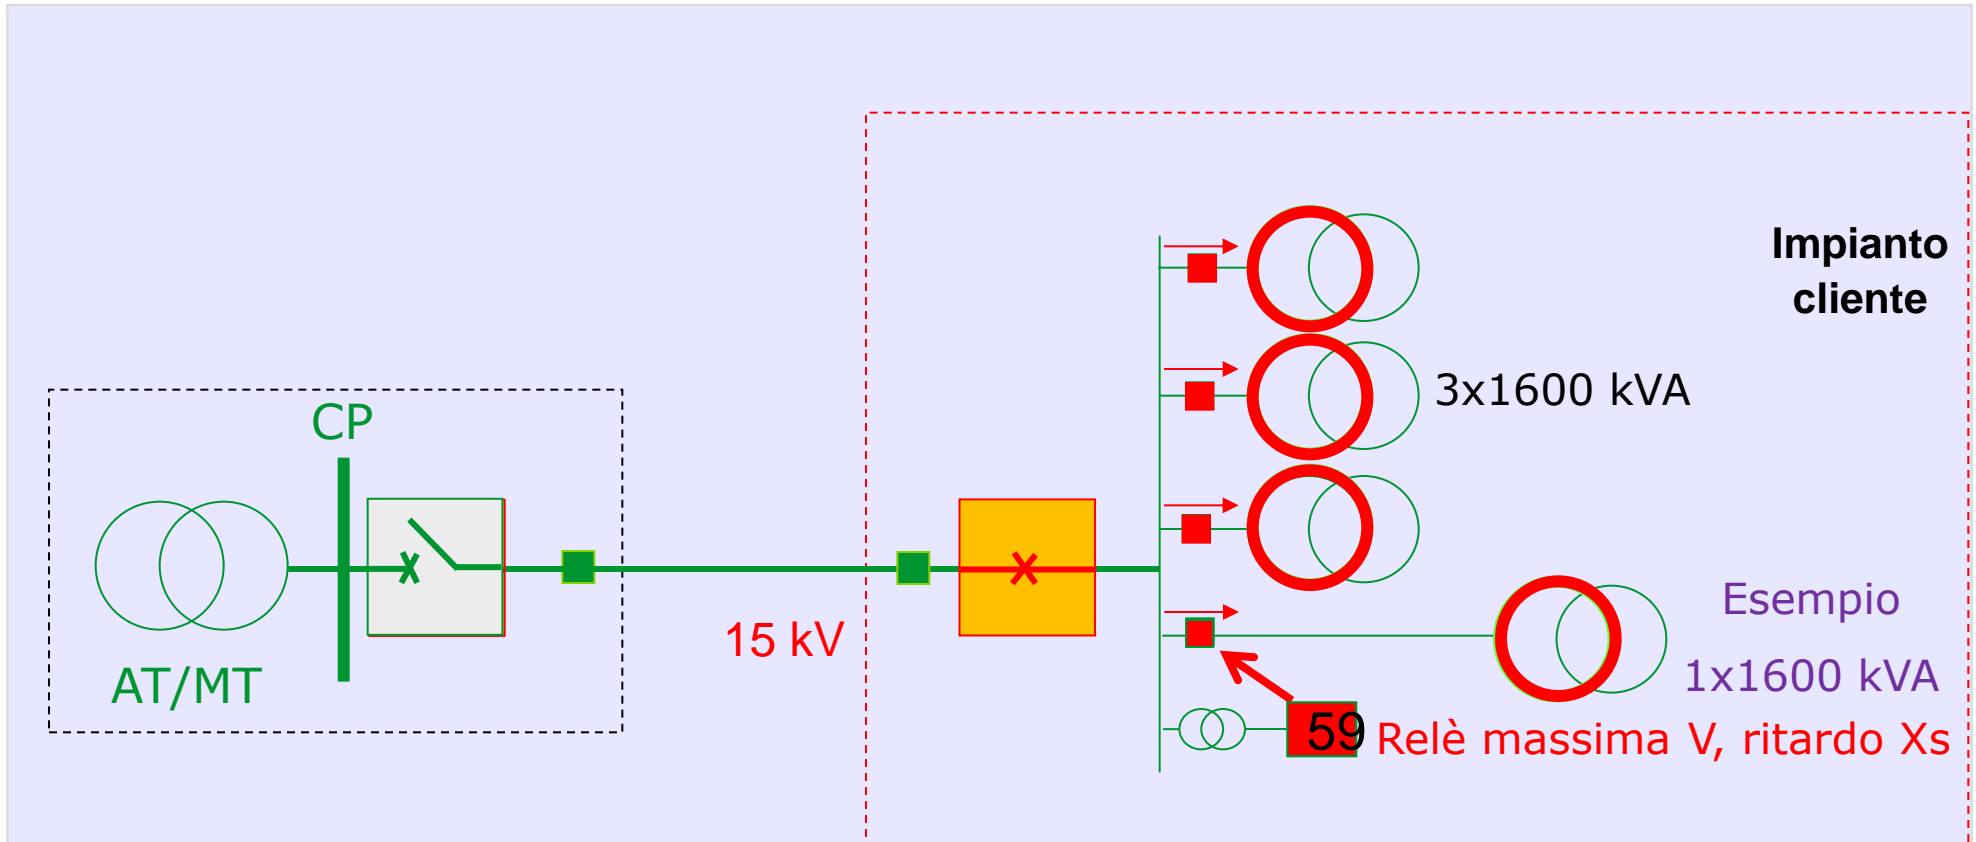 Impianto
cliente
3x1600 kVA
CP
AT/MT
15 kV
Esempio
1x1600 kVA
59 Relè massima V, ritardo Xs